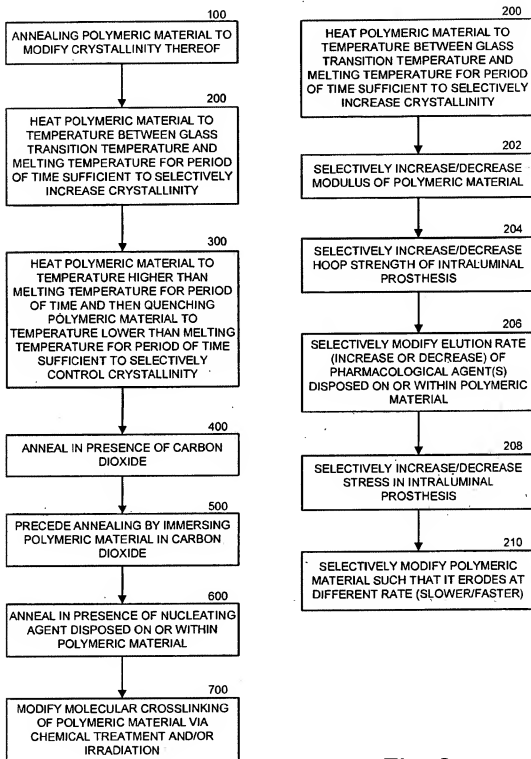 100
ANNEALING POLYMERIC MATERIAL TO
MODIFY CRYSTALLINITY THEREOF
200
HEAT POLYMERIC MATERIAL TO
TEMPERATURE BETWEEN GLASS
TRANSITION TEMPERATURE AND
MELTING TEMPERATURE FOR PERIOD
OF TIME SUFFICIENT TO SELECTIVELY
INCREASE CRYSTALLINITY
300
HEAT POLYMERIC MATERIAL TO
TEMPERATURE HIGHER THAN
MELTING TEMPERATURE FOR PERIOD
OF TIME AND THEN QUENCHING
POLYMERIC MATERIAL TO
TEMPERATURE LOWER THAN MELTING
TEMPERATURE FOR PERIOD OF TIME
SUFFICIENT TO SELECTIVELY
CONTROL CRYSTALLINITY
400
ANNEAL IN PRESENCE OF CARBON
DIOXIDE
500
PRECEDE ANNEALING BY IMMERSING
POLYMERIC MATERIAL IN CARBON
DIOXIDE
600
ANNEAL IN PRESENCE OF NUCLEATING
AGENT DISPOSED ON OR WITHIN
POLYMERIC MATERIAL
700
MODIFY MOLECULAR CROSSLINKING
OF POLYMERIC MATERIAL VIA
CHEMICAL TREATMENT AND/OR
IRRADIATION
200
HEAT POLYMERIC MATERIAL TO
TEMPERATURE BETWEEN GLASS
TRANSITION TEMPERATURE AND
MELTING TEMPERATURE FOR PERIOD
OF TIME SUFFICIENT TO SELECTIVELY
INCREASE CRYSTALLINITY
202
SELECTIVELY INCREASE/DECREASE
MODULUS OF POLYMERIC MATERIAL
204
SELECTIVELY INCREASE/DECREASE
HOOP STRENGTH OF INTRALUMINAL
PROSTHESIS
206
SELECTIVELY MODIFY ELUTION RATE
(INCREASE OR DECREASE) OF
PHARMACOLOGICAL AGENT(S)
DISPOSED ON OR WITHIN POLYMERIC
MATERIAL
208
SELECTIVELY INCREASE/DECREASE
STRESS IN INTRALUMINAL
PROSTHESIS
210
SELECTIVELY MODIFY POLYMERIC
MATERIAL SUCH THAT IT ERODES AT
DIFFERENT RATE (SLOWER/FASTER)